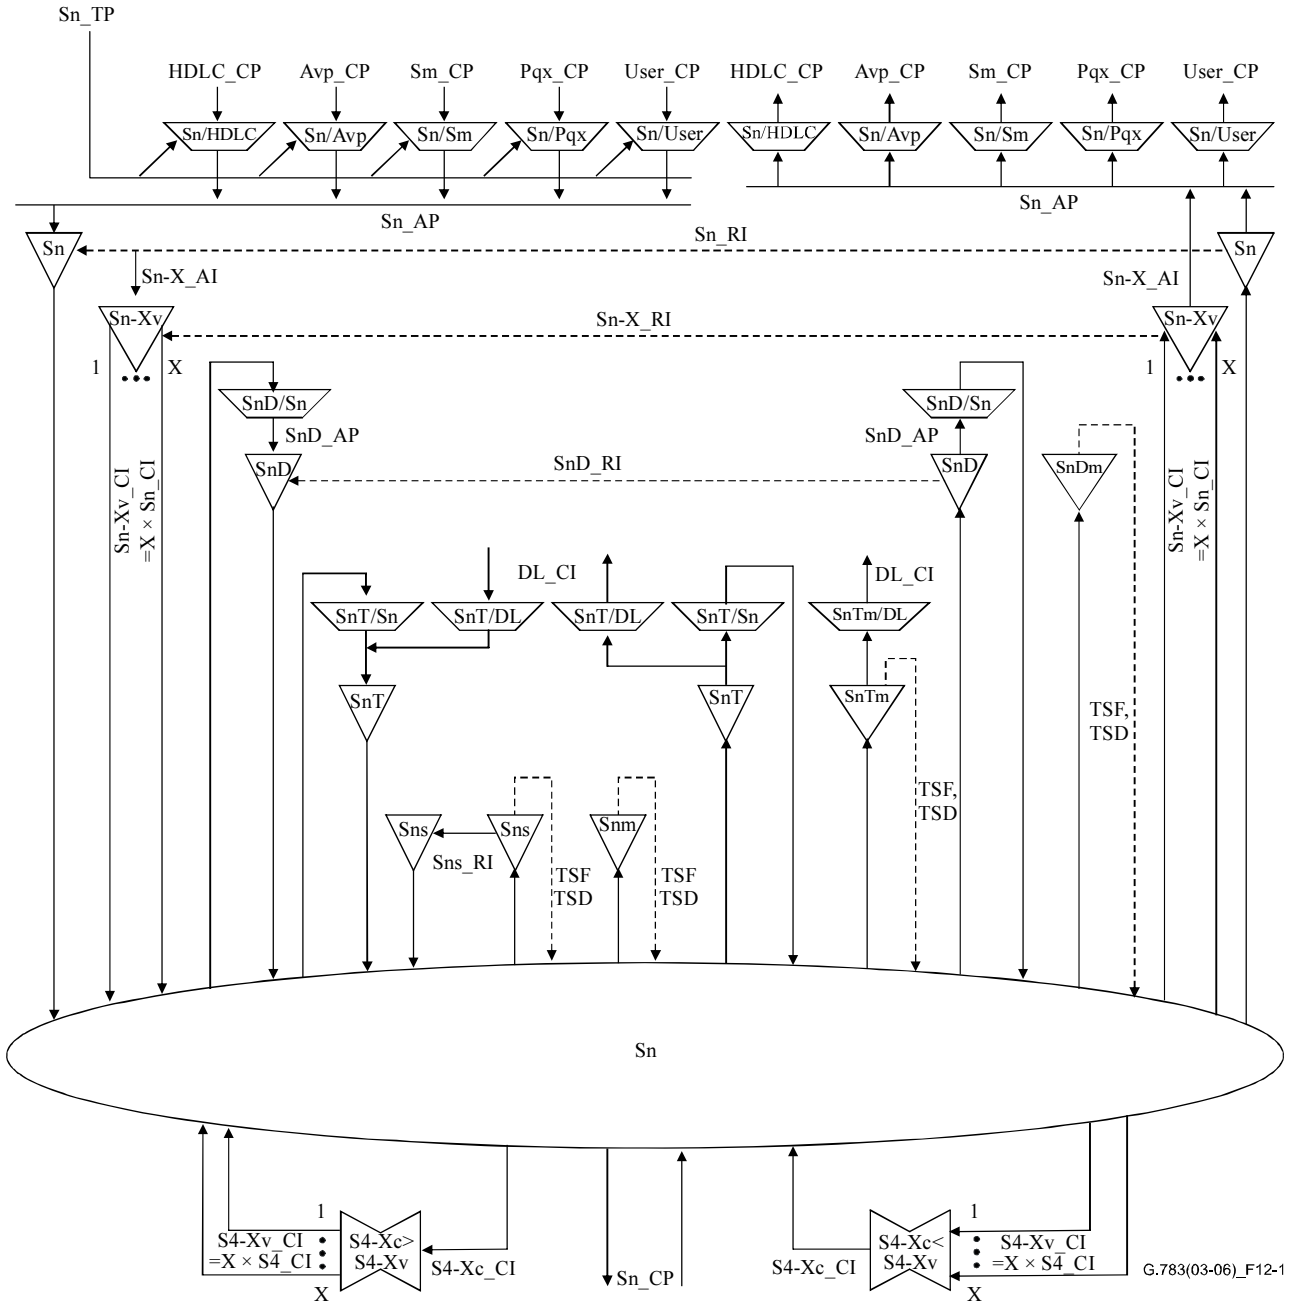 Sn_TP
HDLC_CP Avp_CP Sm_CP Pqx_CP User_CP HDLC_CP Avp_CP Sm_CP Pqx_CP User_CP
Sn/HDLC Sn/Avp Sn/Sm Sn/Pqx Sn/User Sn/HDLC Sn/Avp Sn/Sm Sn/Pqx Sn/User
Sn_AP Sn_AP
Sn Sn_RI Sn
Sn-X_AI Sn-X_AI
Sn-Xv Sn-X_RI Sn-Xv
1 X 1 X
SnD/Sn SnD/Sn
SnD_AP SnD_AP
SnD SnD_RI SnD SnDm
Sn-Xv_CI
=X × Sn_CI
Sn-Xv_CI
=X × Sn_CI
DL_CI DL_CI
SnT/Sn SnT/DL SnT/DL SnT/Sn SnTm/DL
SnT SnT SnTm
TSF,
TSD
TSF,
TSD
Sns Sns Snm
Sns_RI
TSF
TSD
TSF
TSD
Sn
1 1
S4-Xv_CI
=X × S4_CI
X
S4-Xc>
S4-Xv
S4-Xc_CI
Sn_CP
S4-Xc_CI
S4-Xc<
S4-Xv
S4-Xv_CI
=X × S4_CI
X
G.783(03-06)_F12-1